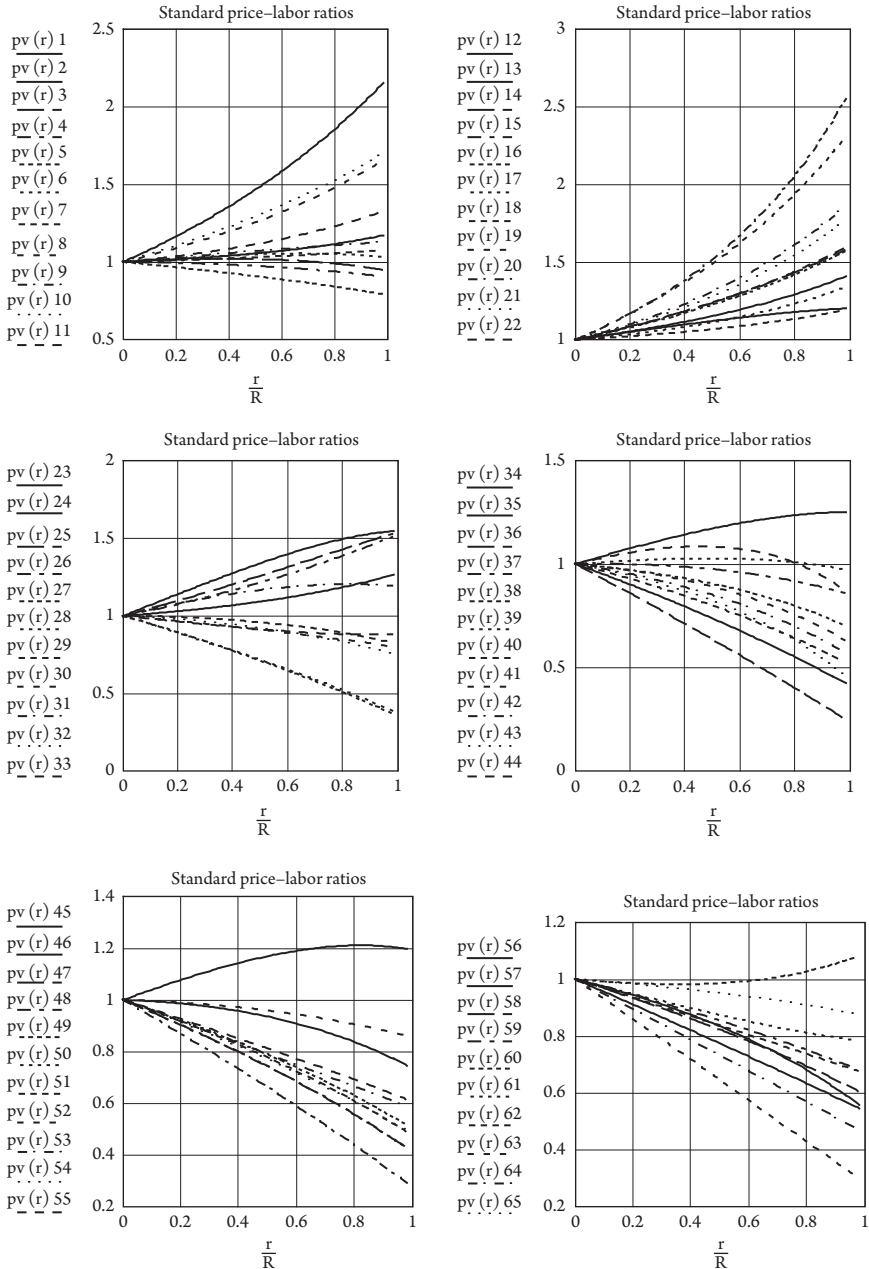 Standard price–labor ratios
pv (r) 1
pv (r) 2
pv (r) 3
pv (r) 4
pv (r) 5
pv (r) 6
pv (r) 7
pv (r) 8
pv (r) 9
pv (r) 10
pv (r) 11
2.5
2
1.5
1
0.5
0
0.2
0.4
0.6
0.8
1
r
R
Standard price–labor ratios
pv (r) 12
pv (r) 13
pv (r) 14
pv (r) 15
pv (r) 16
pv (r) 17
pv (r) 18
pv (r) 19
pv (r) 20
pv (r) 21
pv (r) 22
3
2.5
2
1.5
1
0
0.2
0.4
0.6
0.8
1
r
R
Standard price–labor ratios
pv (r) 23
pv (r) 24
pv (r) 25
pv (r) 26
pv (r) 27
pv (r) 28
pv (r) 29
pv (r) 30
pv (r) 31
pv (r) 32
pv (r) 33
2
1.5
1
0.5
0
0
0.2
0.4
0.6
0.8
1
r
R
Standard price–labor ratios
pv (r) 34
pv (r) 35
pv (r) 36
pv (r) 37
pv (r) 38
pv (r) 39
pv (r) 40
pv (r) 41
pv (r) 42
pv (r) 43
pv (r) 44
1.5
1
0.5
0
0
0.2
0.4
0.6
0.8
1
r
R
Standard price–labor ratios
pv (r) 45
pv (r) 46
pv (r) 47
pv (r) 48
pv (r) 49
pv (r) 50
pv (r) 51
pv (r) 52
pv (r) 53
pv (r) 54
pv (r) 55
1.4
1.2
1
0.8
0.6
0.4
0.2
0
0.2
0.4
0.6
0.8
1
r
R
Standard price–labor ratios
pv (r) 56
pv (r) 57
pv (r) 58
pv (r) 59
pv (r) 60
pv (r) 61
pv (r) 62
pv (r) 63
pv (r) 64
pv (r) 65
1.2
1
0.8
0.6
0.4
0.2
0
0.2
0.4
0.6
0.8
1
r
R